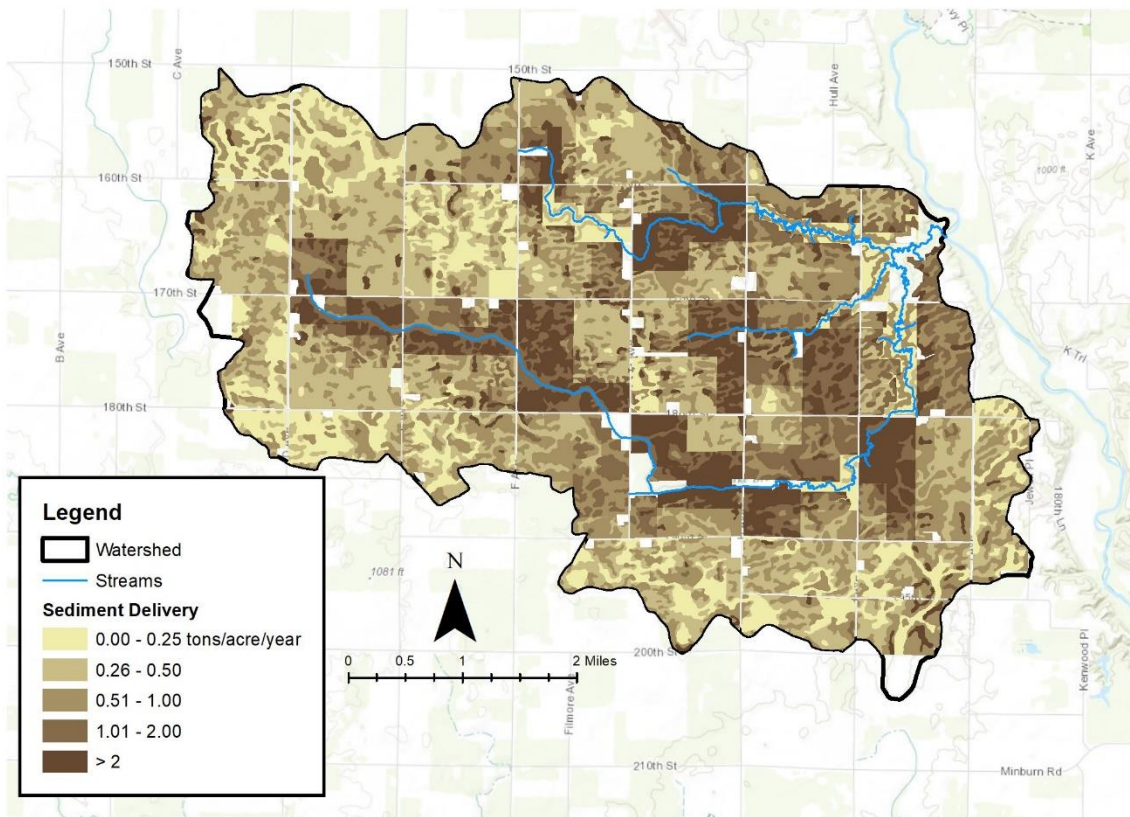 150th St
C Ave
150th St
Hull Ave
K Ave
1000 ft
160th St
170th St
B Ave
K Trl
180th St
180th Ln
Legend
Watershed
Streams
Sediment Delivery
0.00 - 0.25 tons/acre/year
0.26 - 0.50
0.51 - 1.00
1.01 - 2.00
> 2
1081 ft
N
0 0.5 1 2 Miles
200th St
Filmore Ave
Kenwood Pl
210th St
Minburn Rd